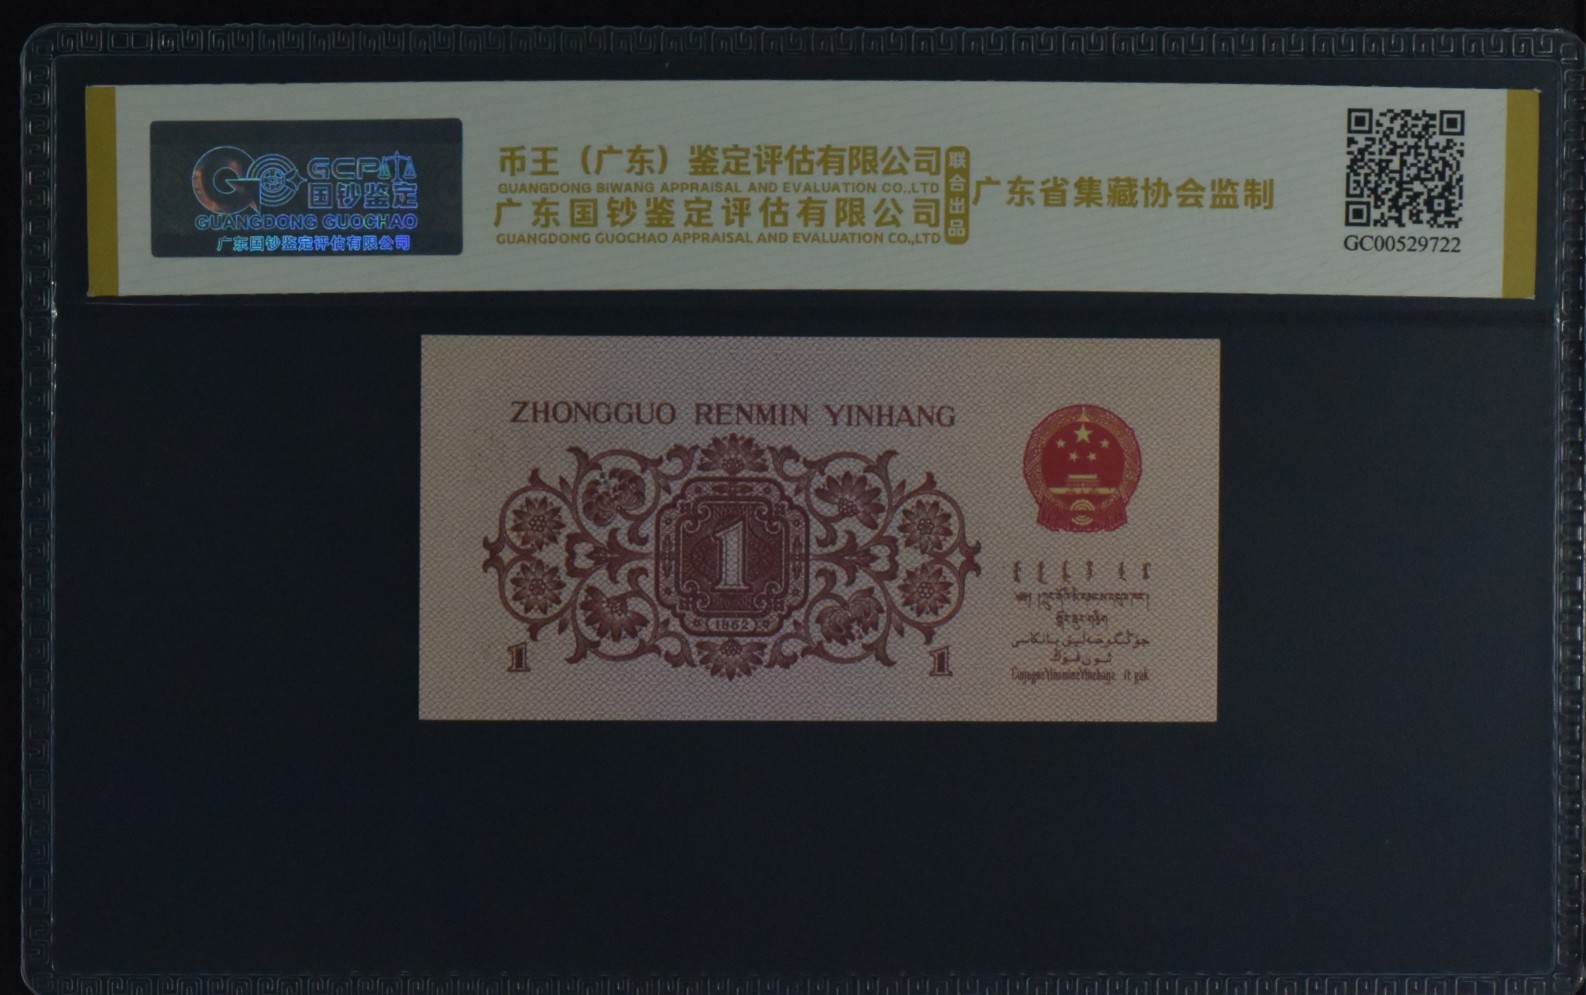 GCP
国钞鉴定
GUANGDONG GUOCHAO
广东国钞鉴定评估有限公司
币王（广东）鉴定评估有限公司
GUANGDONG BIWANG APPRAISAL AND EVALUATION CO.,LTD
广东国钞鉴定评估有限公司
GUANGDONG GUOCHAO APPRAISAL AND EVALUATION CO.,LTD
联合出品
广东省集藏协会监制
GC00529722
ZHONGGUO RENMIN YINHANG
1
1962
1
1